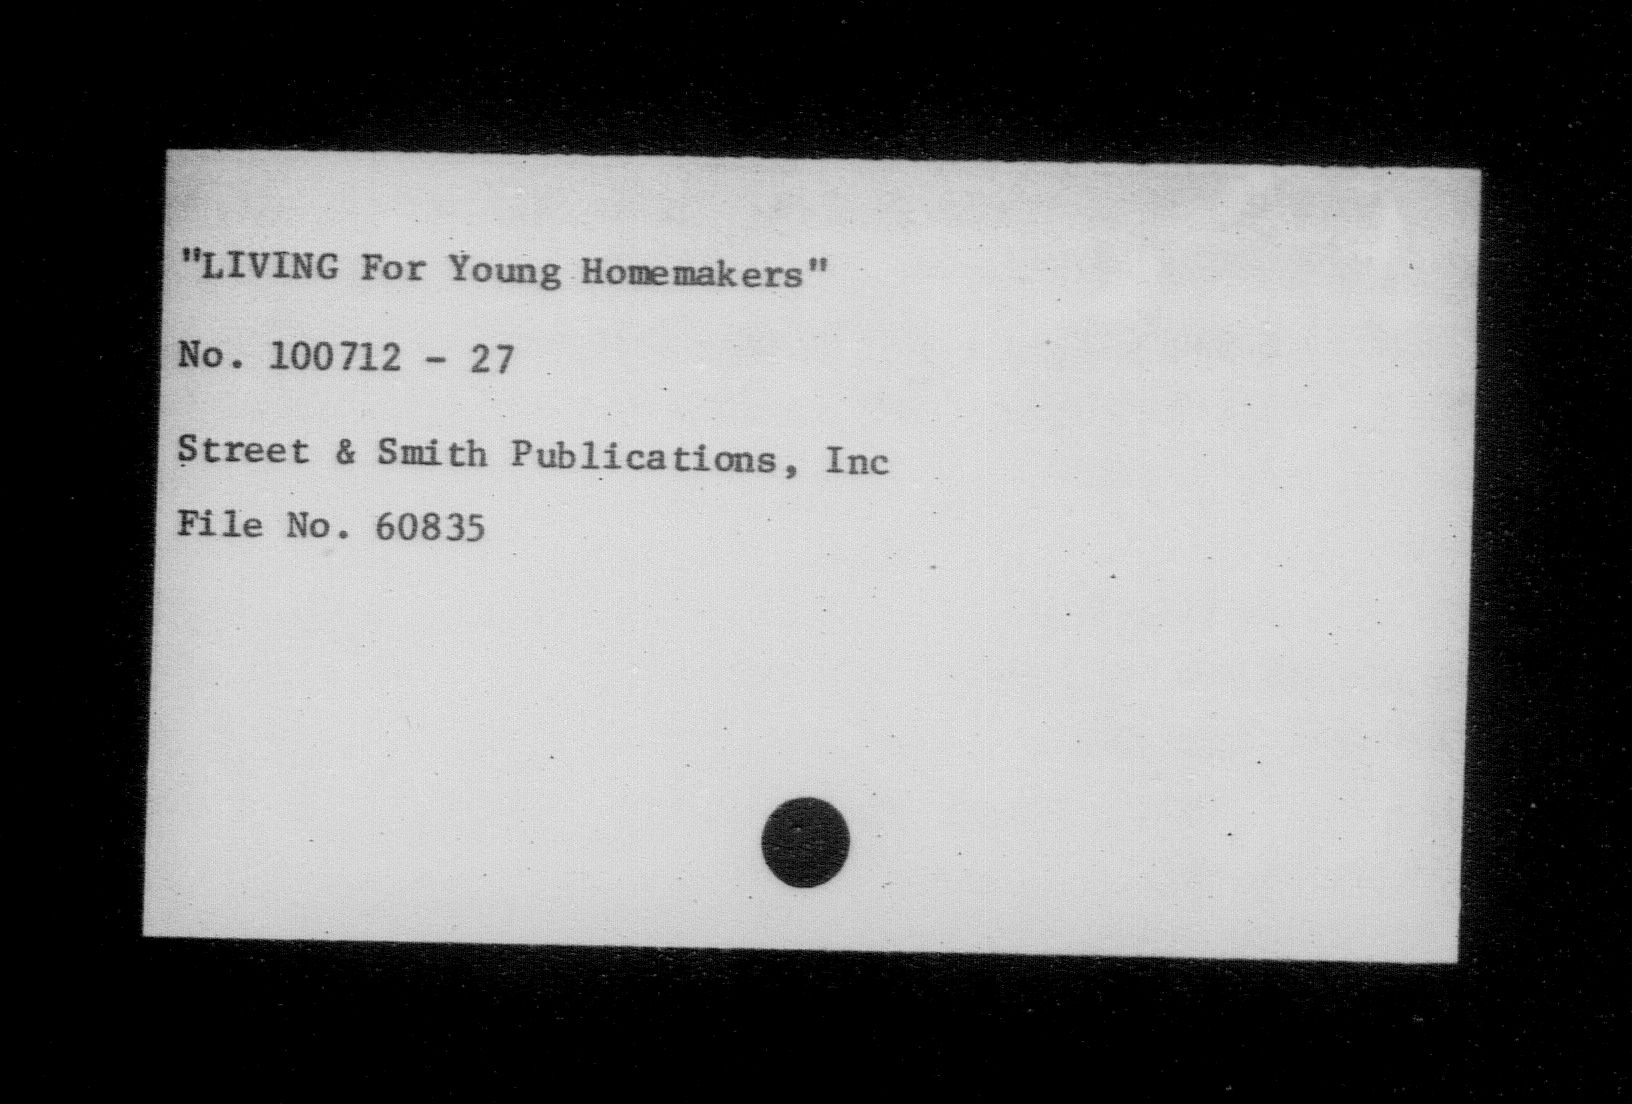 "LIVING For Young Homemakers"
No. 100712 - 27
Street & Smith Publications, Inc
File No. 60835